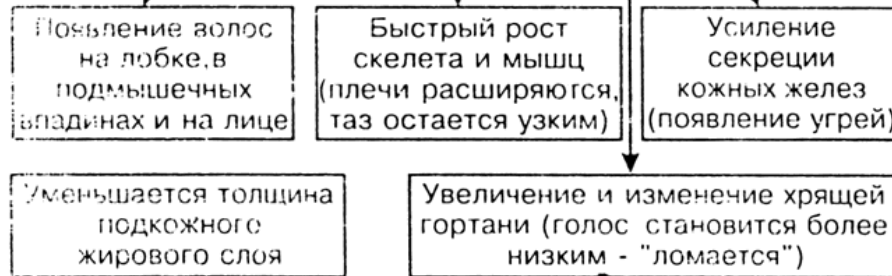 Появление волос
на лобке, в
подмышечных
впадинах и на лице
Быстрый рост
скелета и мышц
(плечи расширяются,
таз остается узким)
Усиление
секреции
кожных желез
(появление угрей)
Уменьшается толщина
подкожного
жирового слоя
Увеличение и изменение хрящей
гортани (голос становится более
низким - "ломается")